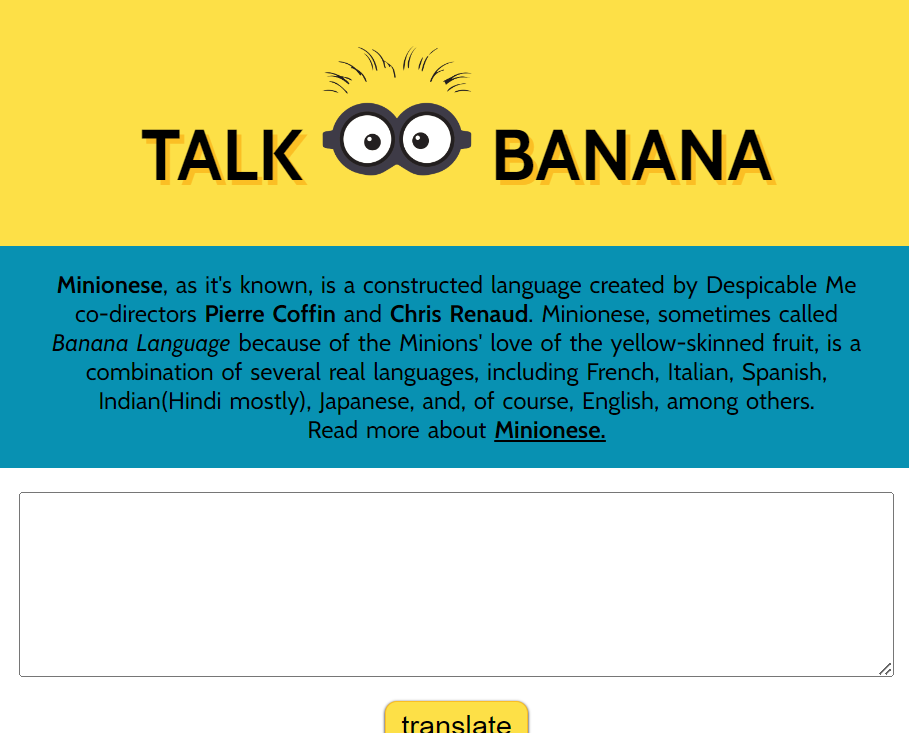 TALK BANANA
Minionese, as it's known, is a constructed language created by Despicable Me
co-directors Pierre Coffin and Chris Renaud. Minionese, sometimes called
Banana Language because of the Minions' love of the yellow-skinned fruit, is a
combination of several real languages, including French, Italian, Spanish,
Indian(Hindi mostly), Japanese, and, of course, English, among others.
Read more about Minionese.
translate